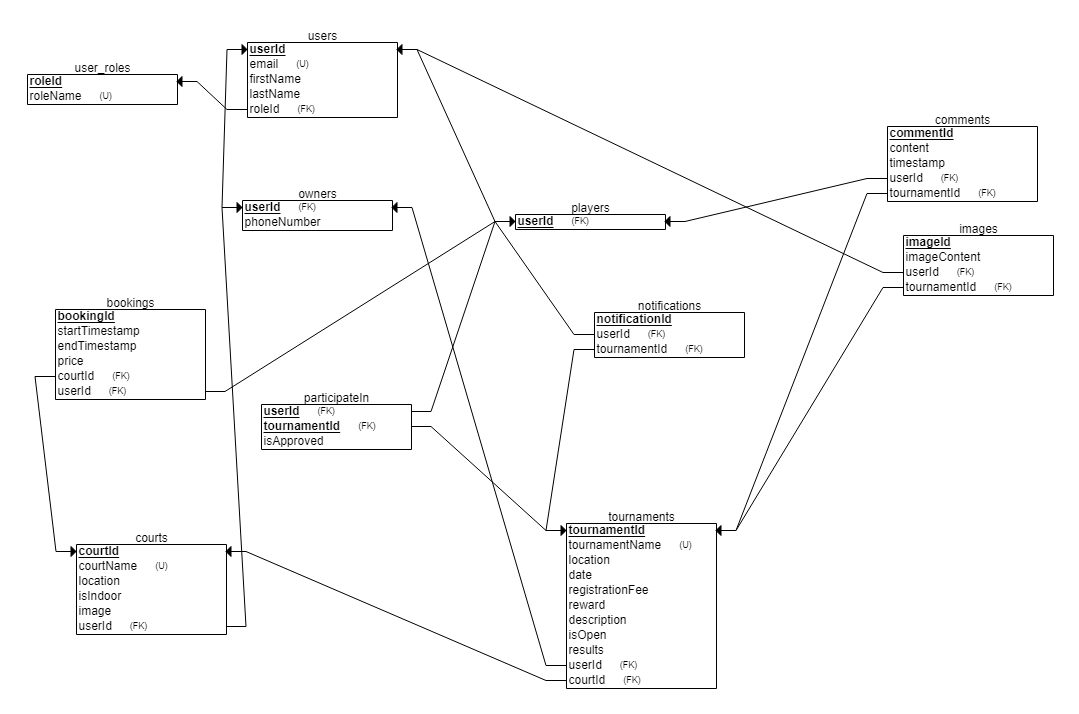 users
userId
email (U)
firstName
lastName
roleId (FK)
user_roles
roleId
roleName (U)
comments
commentId
content
timestamp
userId (FK)
tournamentId (FK)
owners
userId (FK)
phoneNumber
players
userId (FK)
images
imageId
imageContent
userId (FK)
tournamentId (FK)
bookings
bookingId
startTimestamp
endTimestamp
price
courtId (FK)
userId (FK)
notifications
notificationId
userId (FK)
tournamentId (FK)
participateIn
userId (FK)
tournamentId (FK)
isApproved
courts
courtId
courtName (U)
location
isIndoor
image
userId (FK)
tournaments
tournamentId
tournamentName (U)
location
date
registrationFee
reward
description
isOpen
results
userId (FK)
courtId (FK)